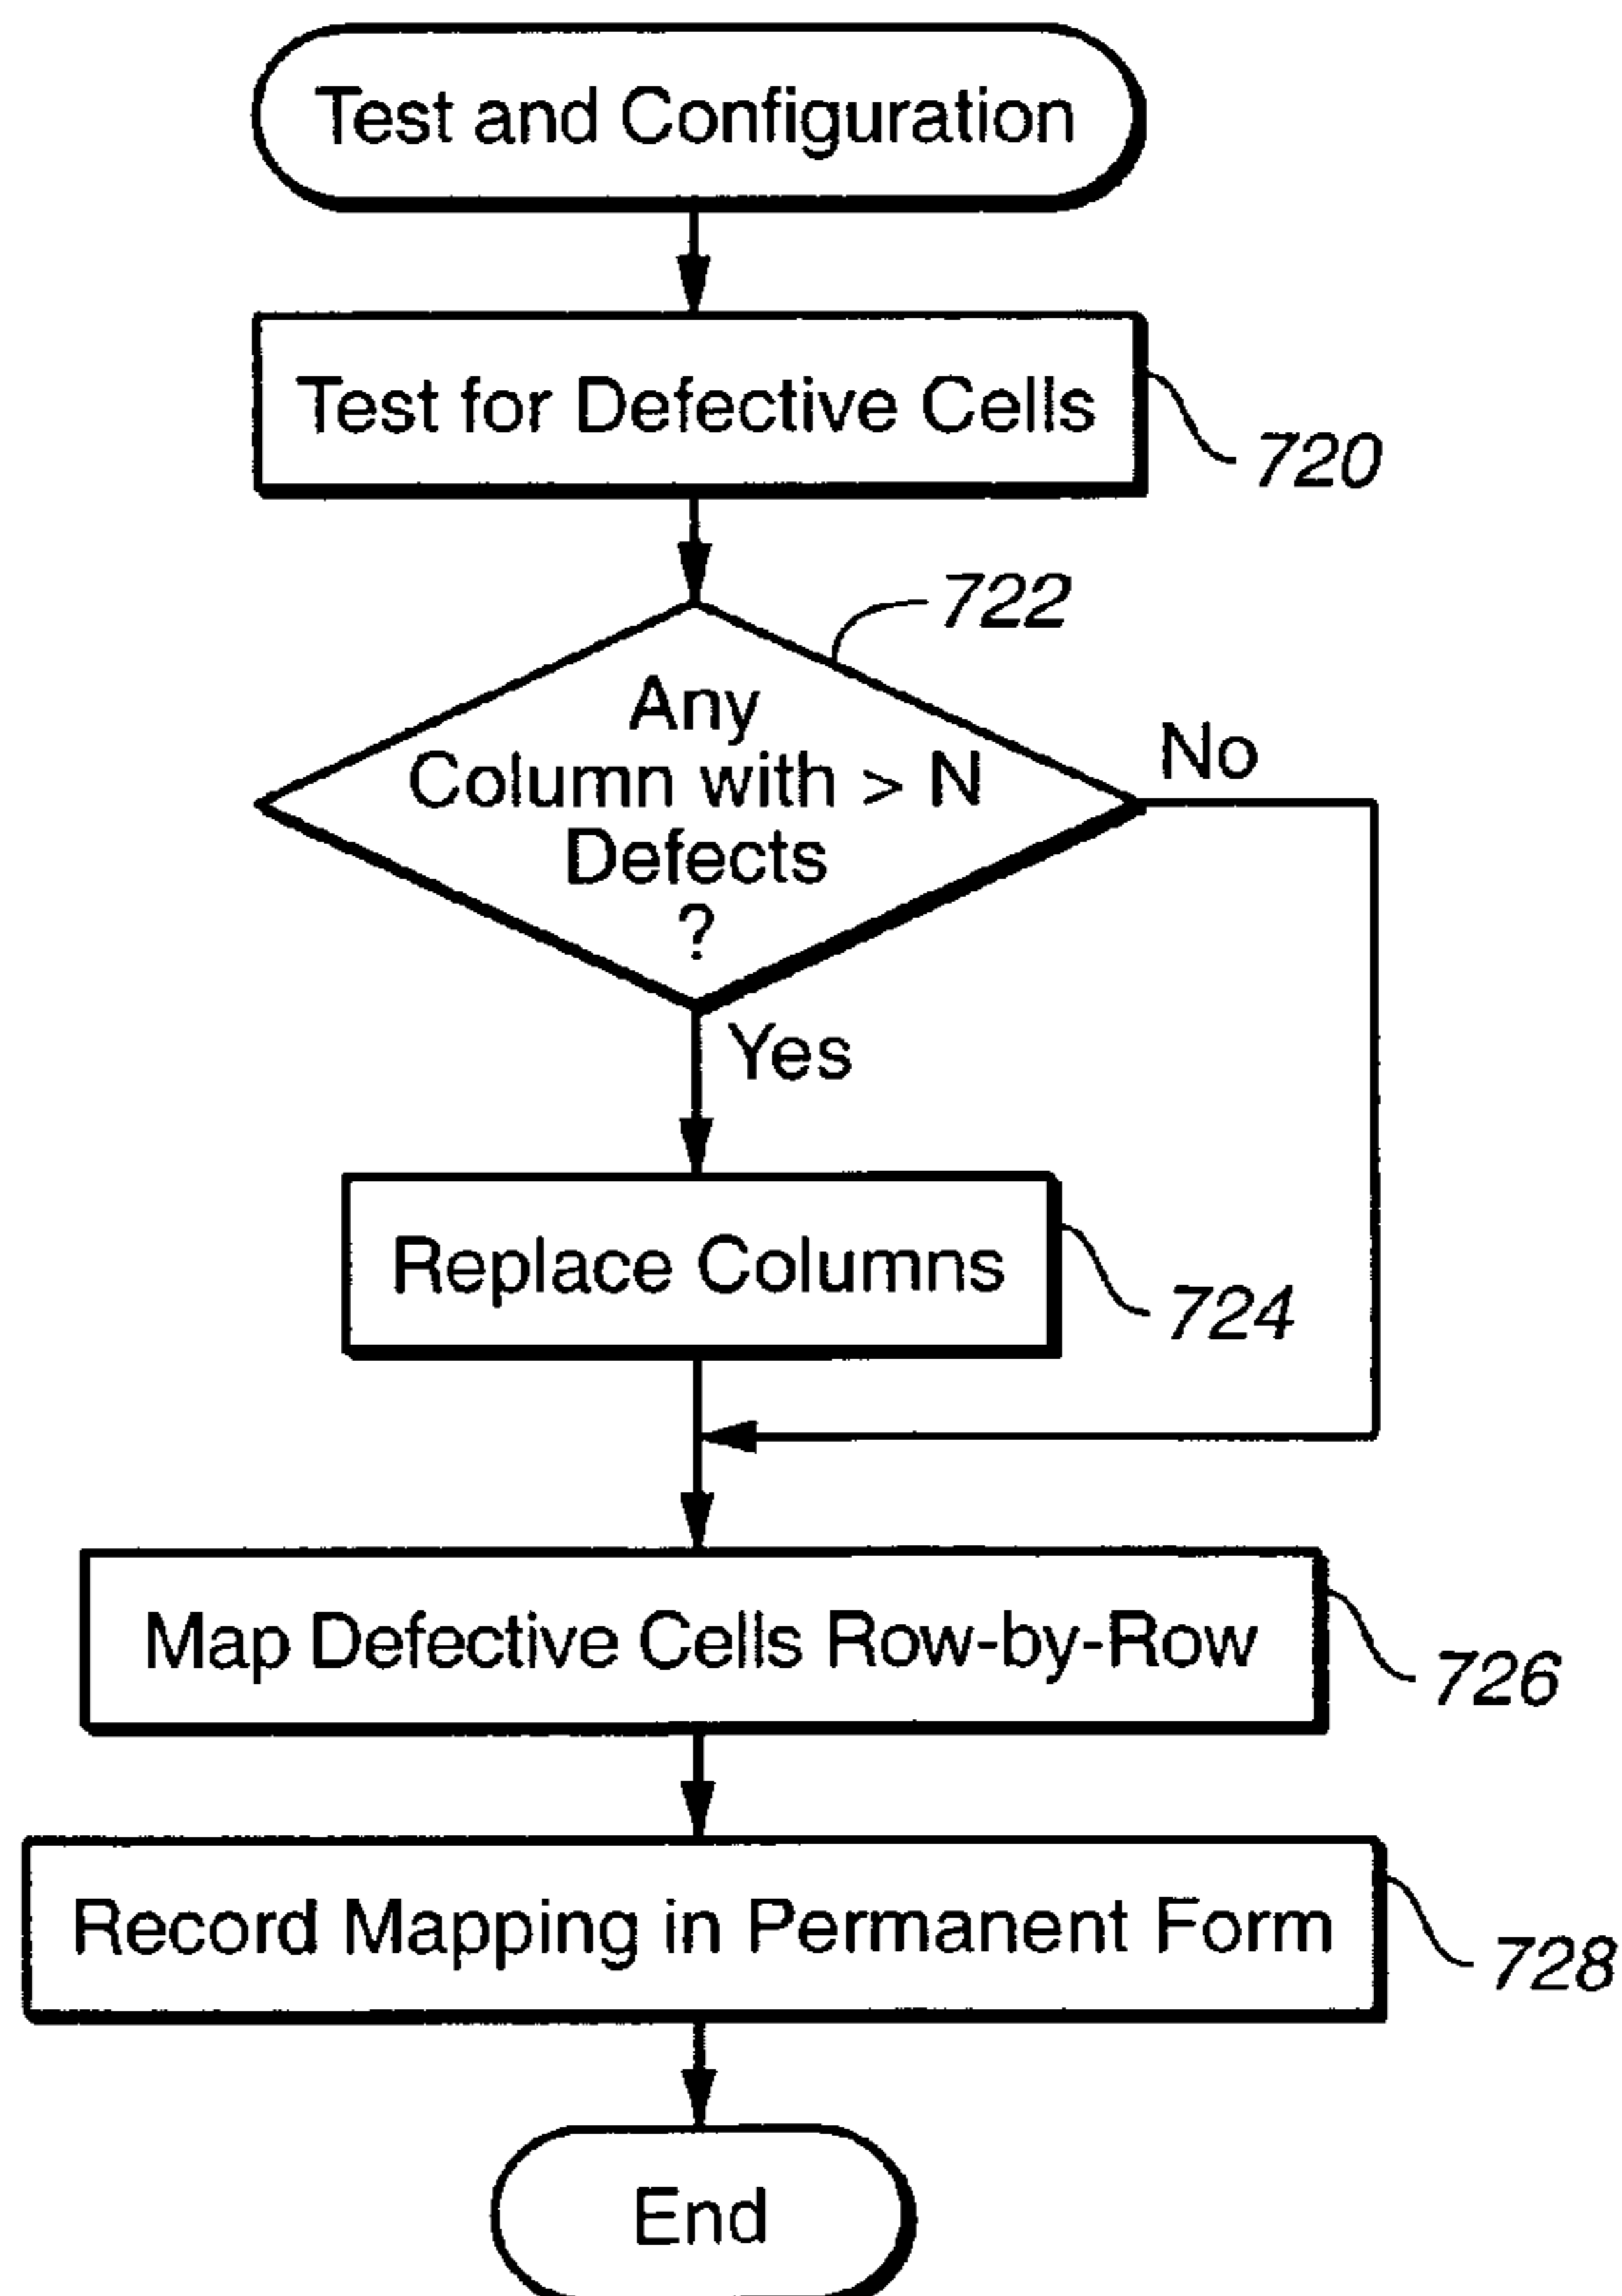 Test and Configuration
Test for Defective Cells
720
722
Any
Column with > N
Defects
?
No
Yes
Replace Columns
724
Map Defective Cells Row-by-Row
726
Record Mapping in Permanent Form
728
End